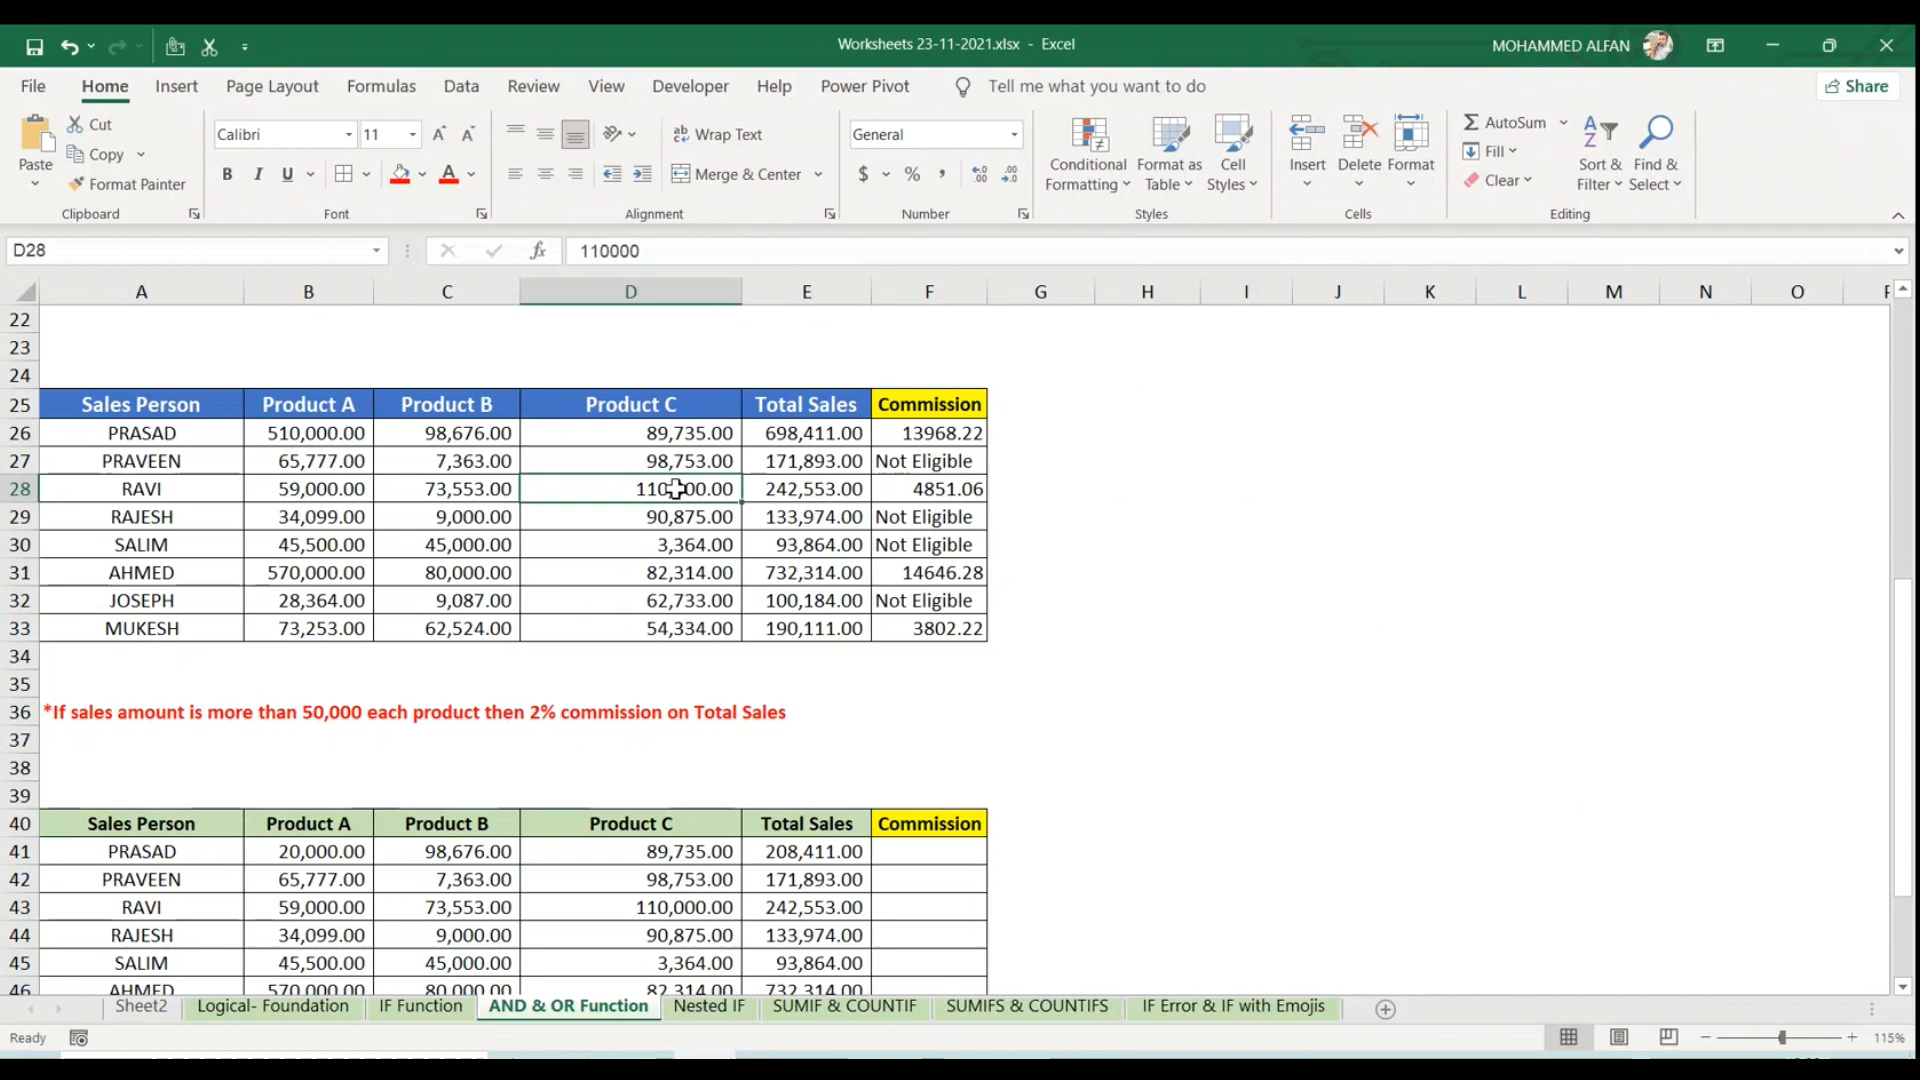 Worksheets 23-11-2021.xlsx - Excel
MOHAMMED ALFAN
File Home Insert Page Layout Formulas Data Review View Developer Help Power Pivot Tell me what you want to do Share
Paste Cut Copy Format Painter Clipboard
Calibri 11 B I U Font
Wrap Text Merge & Center Alignment
General $ % , Number
Conditional Formatting Format as Table Cell Styles Styles
Insert Delete Format Cells
AutoSum Fill Clear Sort & Filter Find & Select Editing
D28 fx 110000
A B C D E F G H I J K L M N O
22
23
24
25 Sales Person Product A Product B Product C Total Sales Commission
26 PRASAD 510,000.00 98,676.00 89,735.00 698,411.00 13968.22
27 PRAVEEN 65,777.00 7,363.00 98,753.00 171,893.00 Not Eligible
28 RAVI 59,000.00 73,553.00 110,000.00 242,553.00 4851.06
29 RAJESH 34,099.00 9,000.00 90,875.00 133,974.00 Not Eligible
30 SALIM 45,500.00 45,000.00 3,364.00 93,864.00 Not Eligible
31 AHMED 570,000.00 80,000.00 82,314.00 732,314.00 14646.28
32 JOSEPH 28,364.00 9,087.00 62,733.00 100,184.00 Not Eligible
33 MUKESH 73,253.00 62,524.00 54,334.00 190,111.00 3802.22
34
35
36 *If sales amount is more than 50,000 each product then 2% commission on Total Sales
37
38
39
40 Sales Person Product A Product B Product C Total Sales Commission
41 PRASAD 20,000.00 98,676.00 89,735.00 208,411.00
42 PRAVEEN 65,777.00 7,363.00 98,753.00 171,893.00
43 RAVI 59,000.00 73,553.00 110,000.00 242,553.00
44 RAJESH 34,099.00 9,000.00 90,875.00 133,974.00
45 SALIM 45,500.00 45,000.00 3,364.00 93,864.00
46 AHMED 570,000.00 80,000.00 82,314.00 732,314.00
Sheet2 Logical- Foundation IF Function AND & OR Function Nested IF SUMIF & COUNTIF SUMIFS & COUNTIFS IF Error & IF with Emojis
Ready 115%